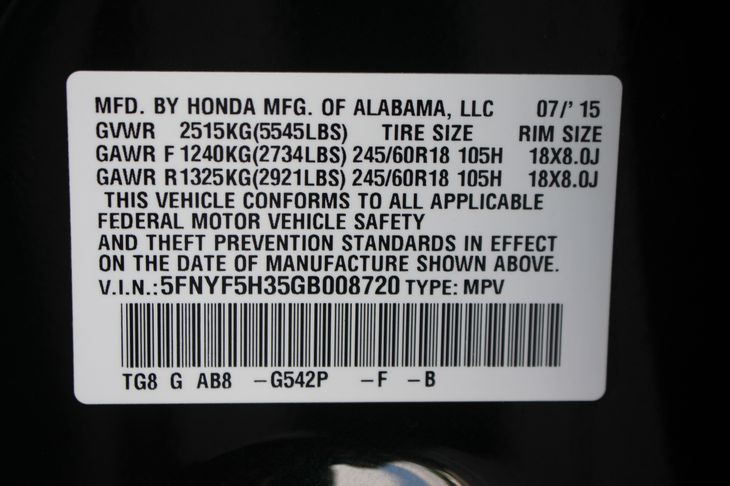 MFD. BY HONDA MFG. OF ALABAMA, LLC 07/' 15
GVWR 2515KG(5545LBS) TIRE SIZE RIM SIZE
GAWR F 1240KG(2734LBS) 245/60R18 105H 18X8.0J
GAWR R 1325KG(2921LBS) 245/60R18 105H 18X8.0J
THIS VEHICLE CONFORMS TO ALL APPLICABLE
FEDERAL MOTOR VEHICLE SAFETY
AND THEFT PREVENTION STANDARDS IN EFFECT
ON THE DATE OF MANUFACTURE SHOWN ABOVE.
V.I.N.:5FNYF5H35GB008720 TYPE: MPV
TG8 G AB8 –G542P –F –B